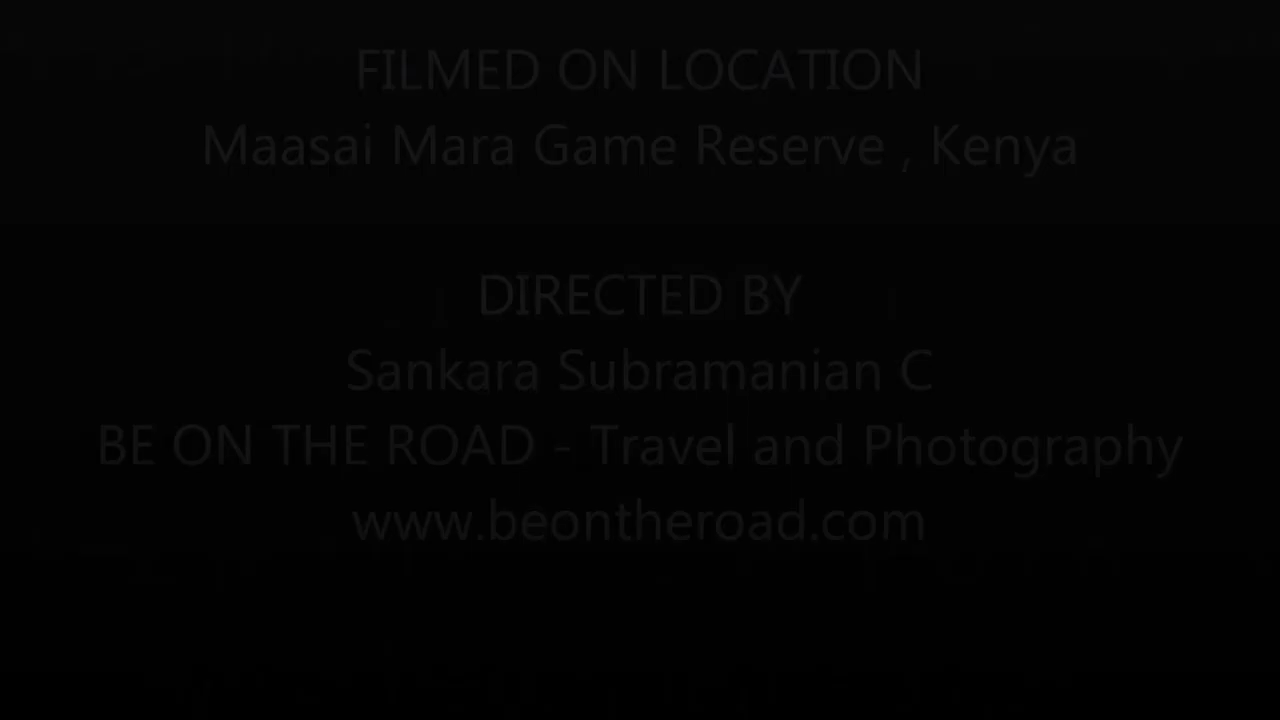 FILMED ON LOCATION
Maasai Mara Game Reserve , Kenya
DIRECTED BY
Sankara Subramanian C
BE ON THE ROAD - Travel and Photography
www.beontheroad.com